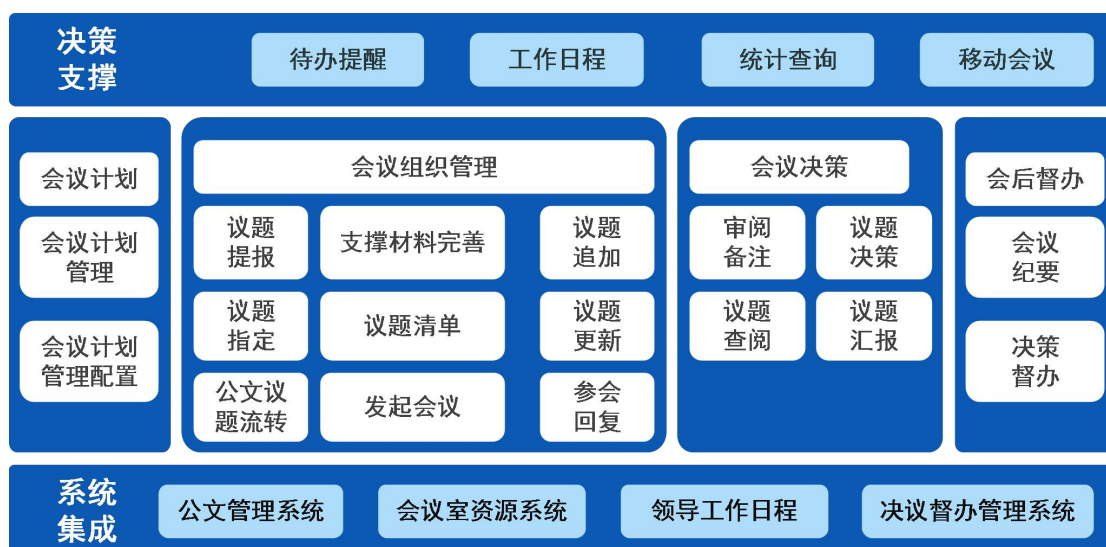 决策
支撑
待办提醒
工作日程
统计查询
移动会议
会议计划
会议计划
管理
会议计划
管理配置
会议组织管理
议题
提报
支撑材料完善
议题
追加
议题
指定
议题清单
议题
更新
公文议
题流转
发起会议
参会
回复
会议决策
审阅
备注
议题
决策
议题
查阅
议题
汇报
会后督办
会议
纪要
决策
督办
系统
集成
公文管理系统
会议室资源系统
领导工作日程
决议督办管理系统